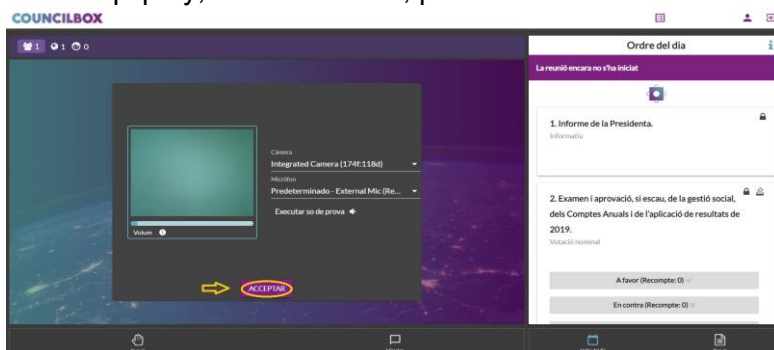 COUNCILBOX
1 1 0
Ordre del dia
La reunió encara no s'ha iniciat
Càmera
Integrated Camera (174f:118d)
Micròfon
Predeterminado - External Mic (Re...
Executar so de prova
Volum
ACCEPTAR
1. Informe de la Presidenta.
Informatiu
2. Examen i aprovació, si escau, de la gestió social,
dels Comptes Anuals i de l'aplicació de resultats de
2019.
Votació nominal
A favor (Recompte: 0)
En contra (Recompte: 0)